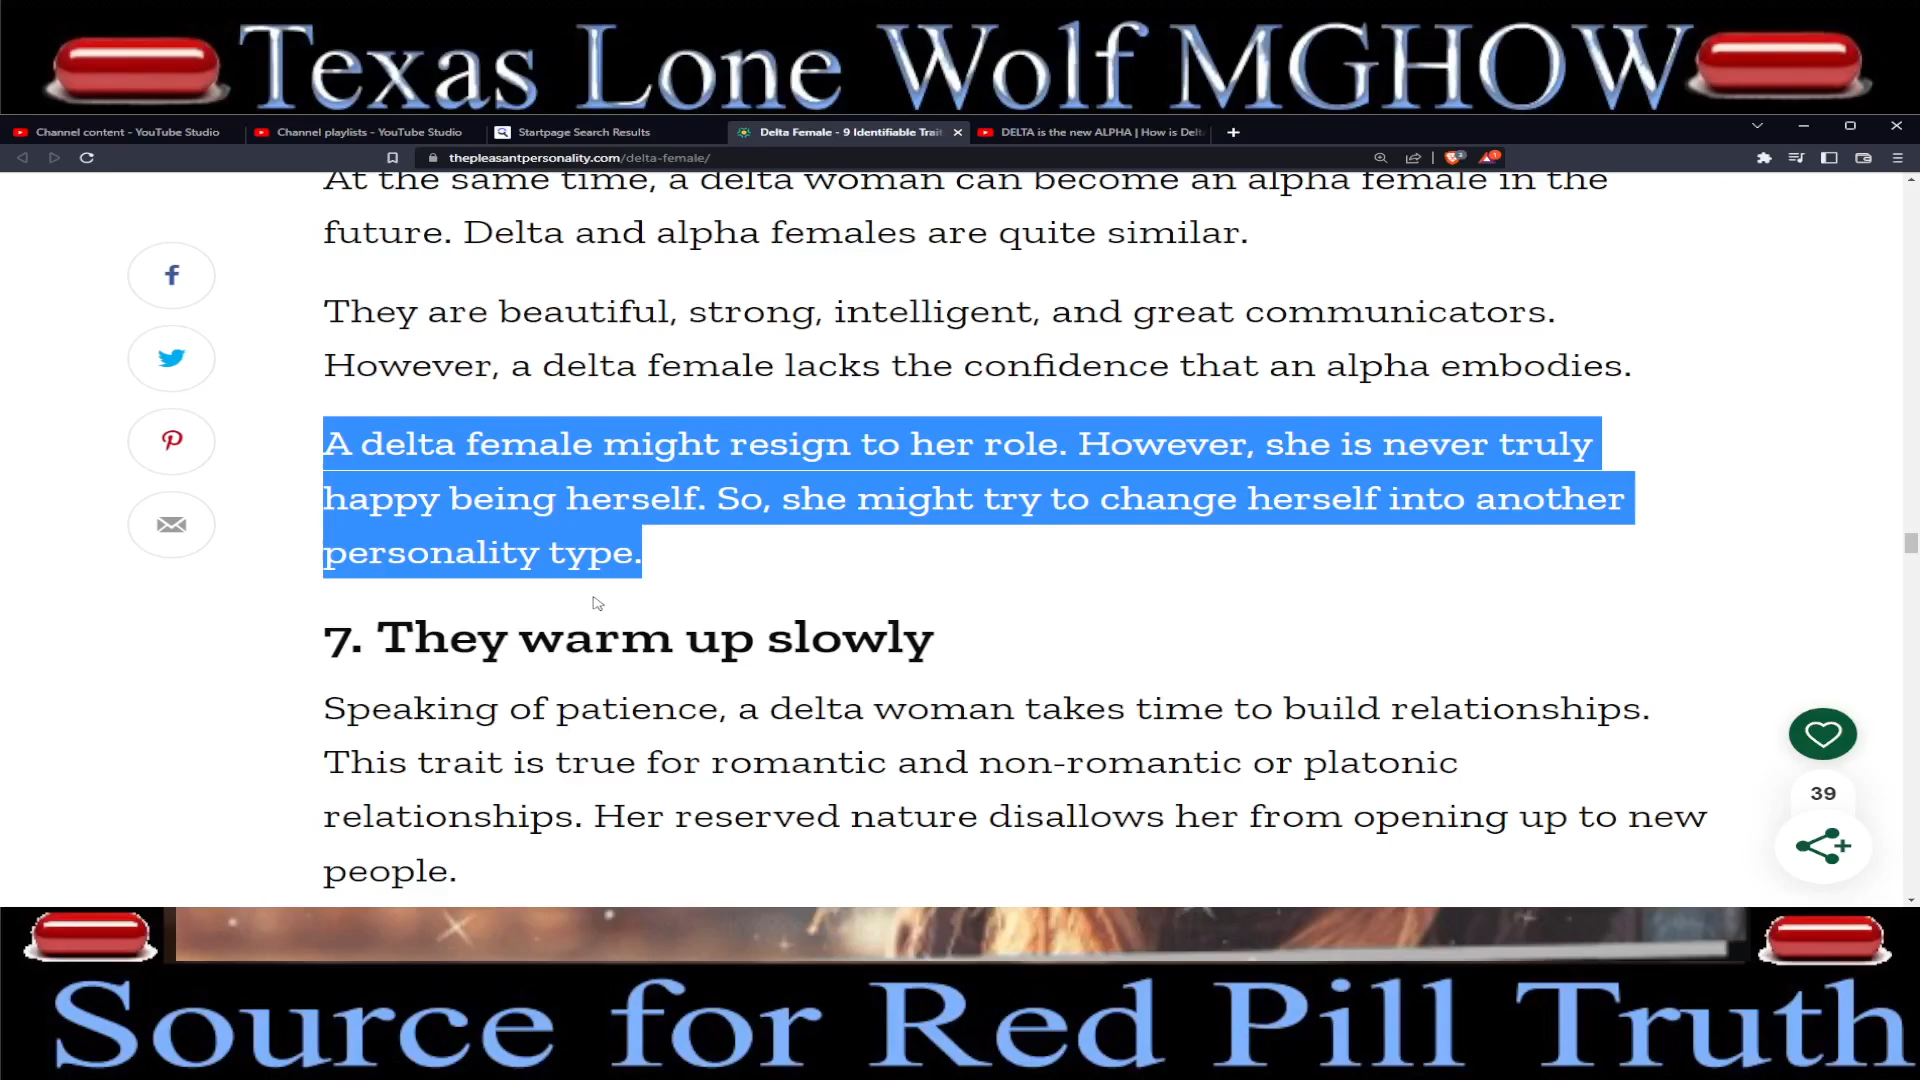 Texas Lone Wolf MGHOW
Channel content - YouTube Studio
Channel playlists - YouTube Studio
Startpage Search Results
Delta Female - 9 Identifiable Trai
DELTA is the new ALPHA | How is Delt
thepleasantpersonality.com/delta-female/
At the same time, a delta woman can become an alpha female in the
future. Delta and alpha females are quite similar.
They are beautiful, strong, intelligent, and great communicators.
However, a delta female lacks the confidence that an alpha embodies.
A delta female might resign to her role. However, she is never truly
happy being herself. So, she might try to change herself into another
personality type.
7. They warm up slowly
Speaking of patience, a delta woman takes time to build relationships.
This trait is true for romantic and non-romantic or platonic
relationships. Her reserved nature disallows her from opening up to new
people.
39
Source for Red Pill Truth